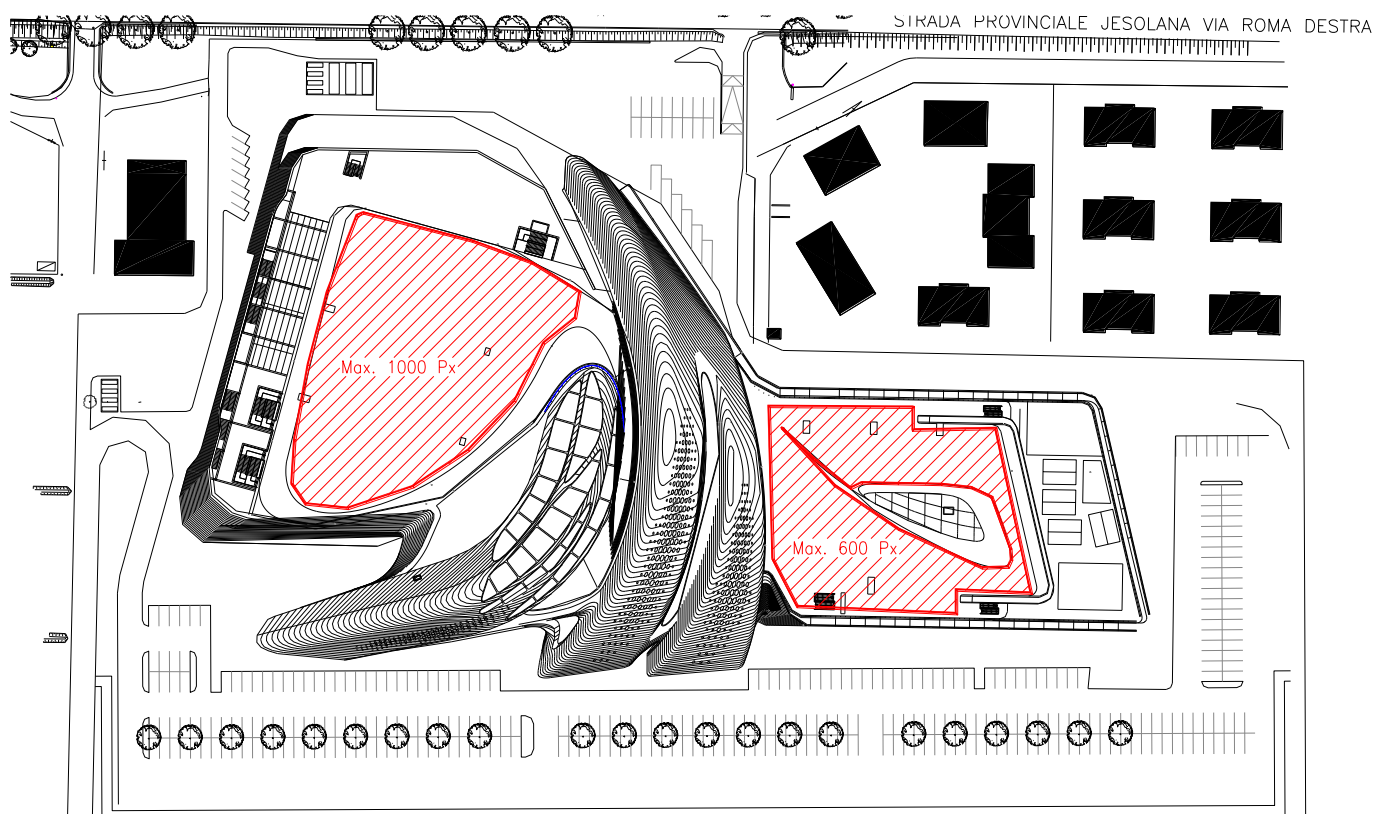 STRADA PROVINCIALE JESOLANA VIA ROMA DESTRA
Max. 1000 Px
Max. 600 Px